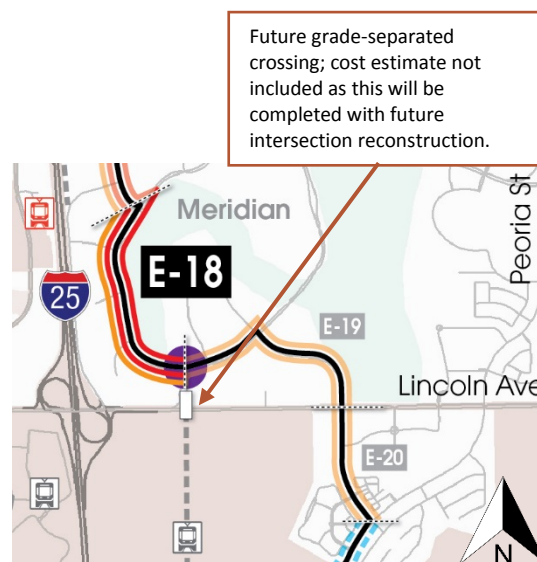 Future grade-separated
crossing; cost estimate not
included as this will be
completed with future
intersection reconstruction.
Meridian
Peoria St
E-18
25
E-19
Lincoln Ave
E-20
N